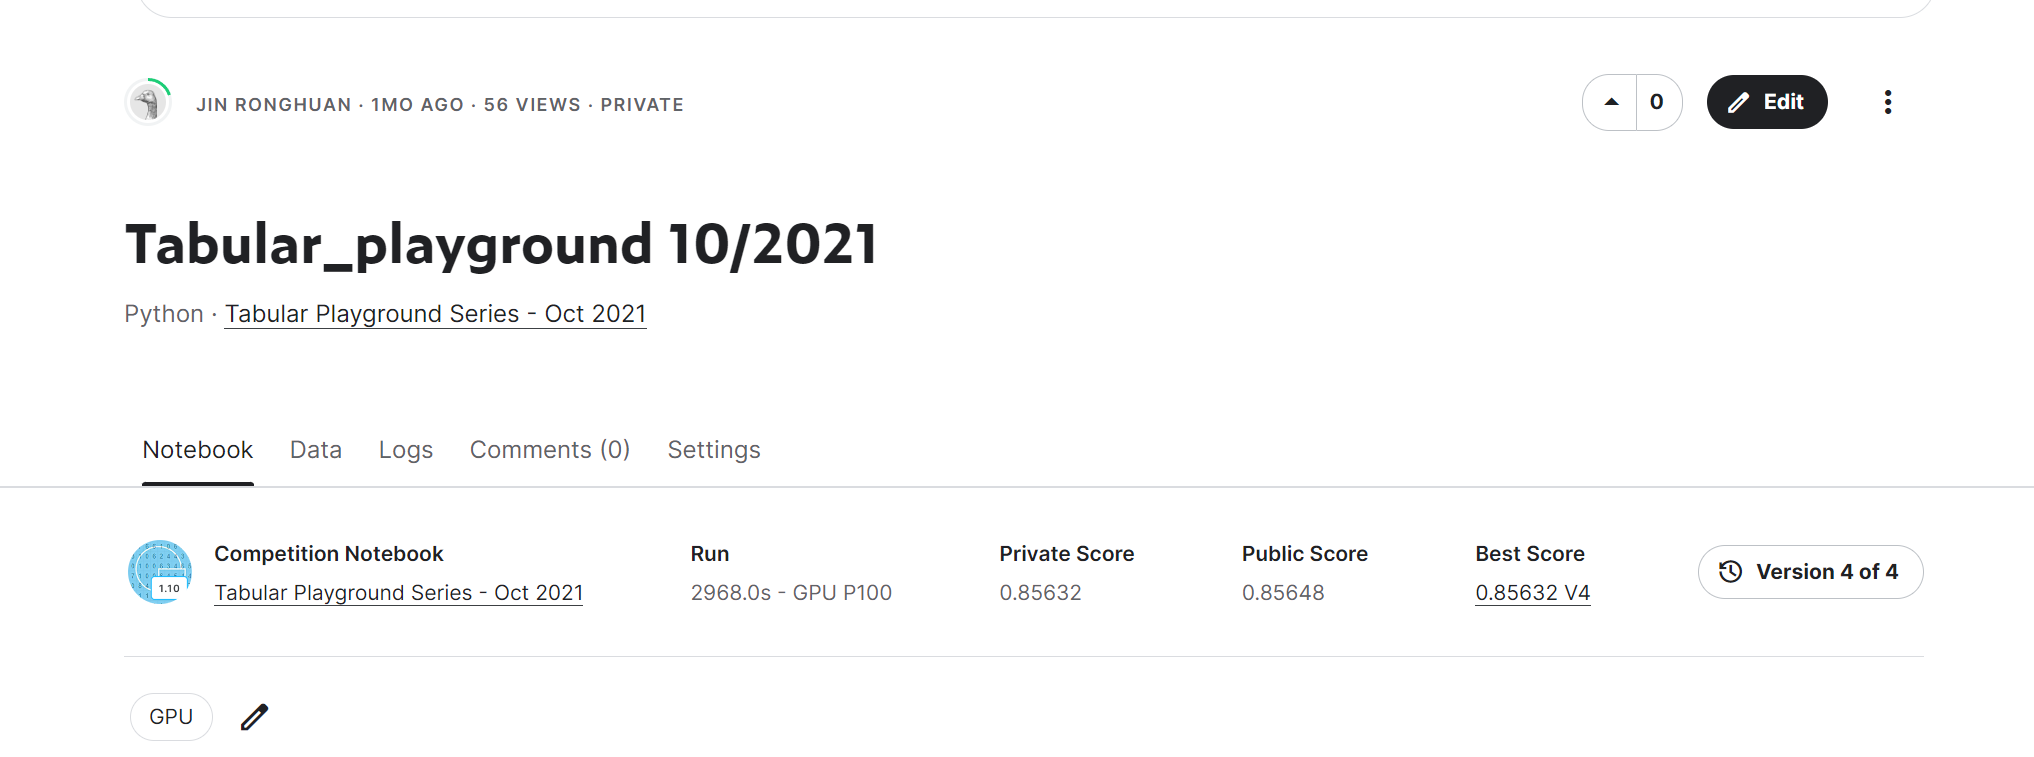 JIN RONGHUAN · 1MO AGO · 56 VIEWS · PRIVATE
0
Edit
Tabular_playground 10/2021
Python · Tabular Playground Series - Oct 2021
Notebook Data Logs Comments (0) Settings
Competition Notebook Run Private Score Public Score Best Score
1.10 Tabular Playground Series - Oct 2021 2968.0s - GPU P100 0.85632 0.85648 0.85632 V4
Version 4 of 4
GPU